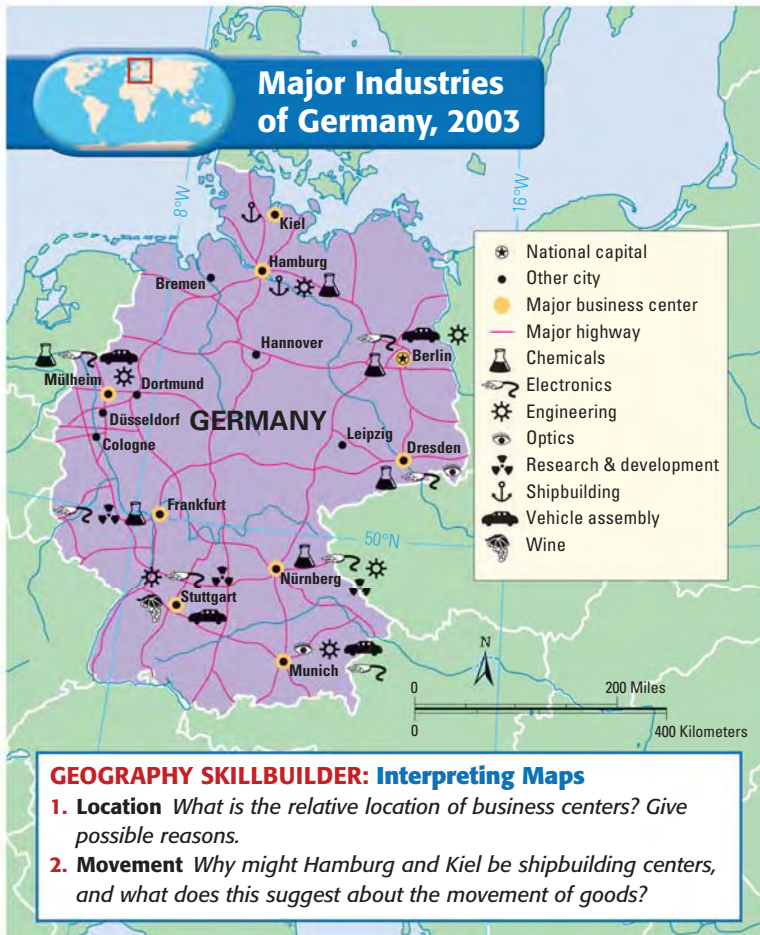 Major Industries
of Germany, 2003
8°W
16°W
Kiel
Hamburg
Bremen
Hannover
Berlin
Mülheim
Dortmund
Düsseldorf
GERMANY
Cologne
Leipzig
Dresden
Frankfurt
50°N
Nürnberg
Stuttgart
Munich
National capital
Other city
Major business center
Major highway
Chemicals
Electronics
Engineering
Optics
Research & development
Shipbuilding
Vehicle assembly
Wine
N
0 200 Miles
0 400 Kilometers
GEOGRAPHY SKILLBUILDER: Interpreting Maps
1. Location What is the relative location of business centers? Give
possible reasons.
2. Movement Why might Hamburg and Kiel be shipbuilding centers,
and what does this suggest about the movement of goods?